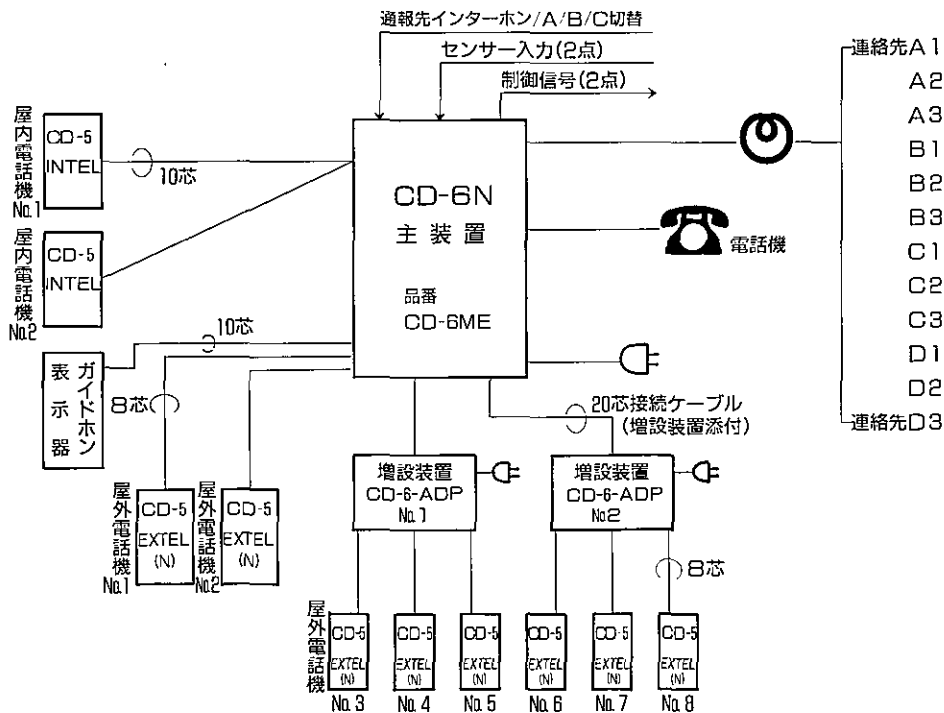 通報先インターホン/A/B/C切替
センサー入力(2点)
制御信号(2点)
屋内電話機
No.1
CD-5
INTEL
10芯
屋内電話機
No.2
CD-5
INTEL
CD-6N
主装置
品番
CD-6ME
電話機
連絡先A1
A2
A3
B1
B2
B3
C1
C2
C3
D1
D2
連絡先D3
10芯
ガイドホン
表示器
8芯
20芯接続ケーブル
(増設装置添付)
増設装置
CD-6-ADP
No.1
増設装置
CD-6-ADP
No.2
屋外電話機
No.1
CD-5
EXTEL
(N)
屋外電話機
No.2
CD-5
EXTEL
(N)
8芯
屋外電話機
CD-5
EXTEL
(N)
No.3
CD-5
EXTEL
(N)
No.4
CD-5
EXTEL
(N)
No.5
CD-5
EXTEL
(N)
No.6
CD-5
EXTEL
(N)
No.7
CD-5
EXTEL
(N)
No.8